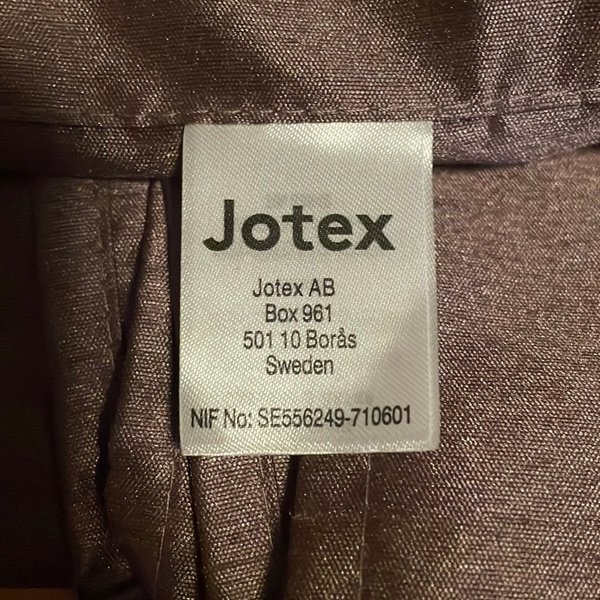 Jotex
Jotex AB
Box 961
501 10 Borås
Sweden
NIF No: SE556249-710601